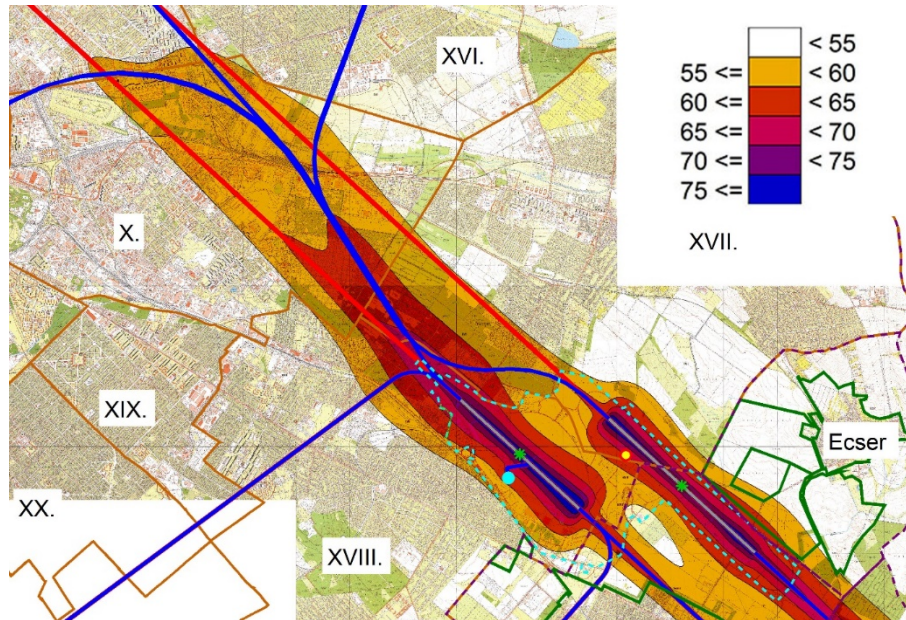 XVI.
< 55
55 <= < 60
60 <= < 65
65 <= < 70
70 <= < 75
75 <=
X.
XVII.
XIX.
Ecser
XX.
XVIII.